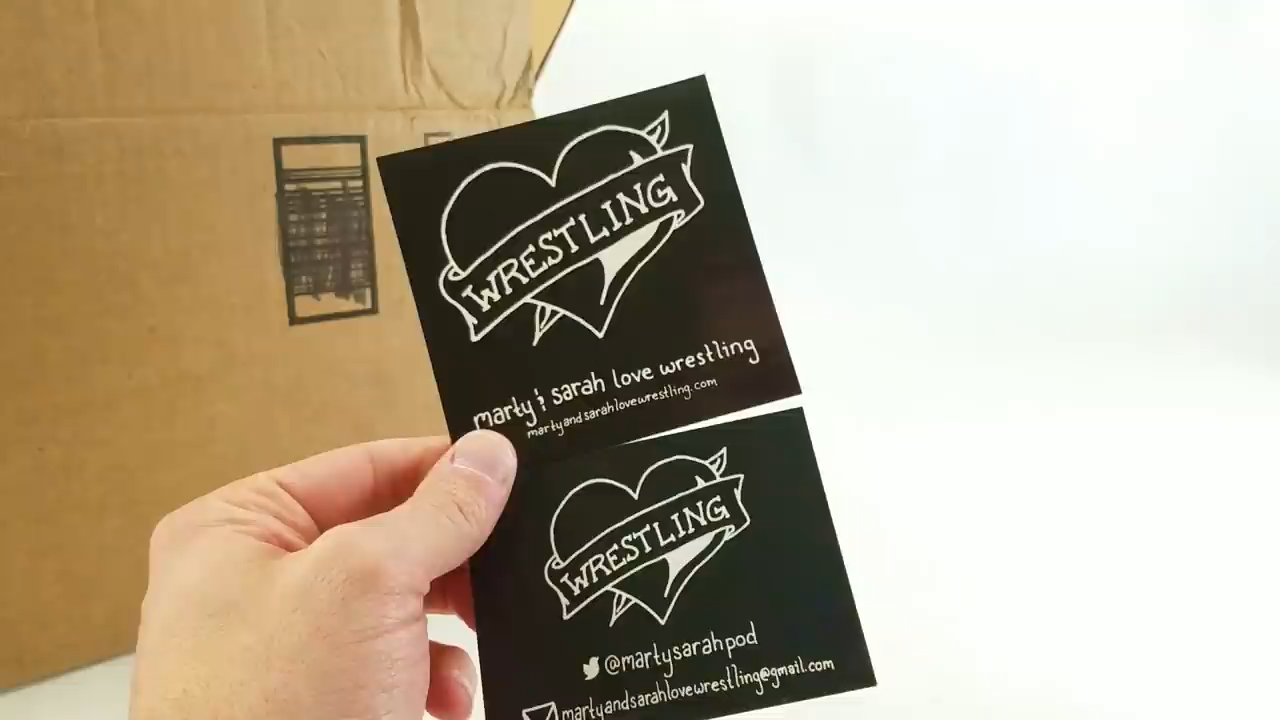 WRESTLING
marty & sarah love wrestling
martyandsarahlovewrestling.com
WRESTLING
@martysarahpod
martyandsarahlovewrestling@gmail.com